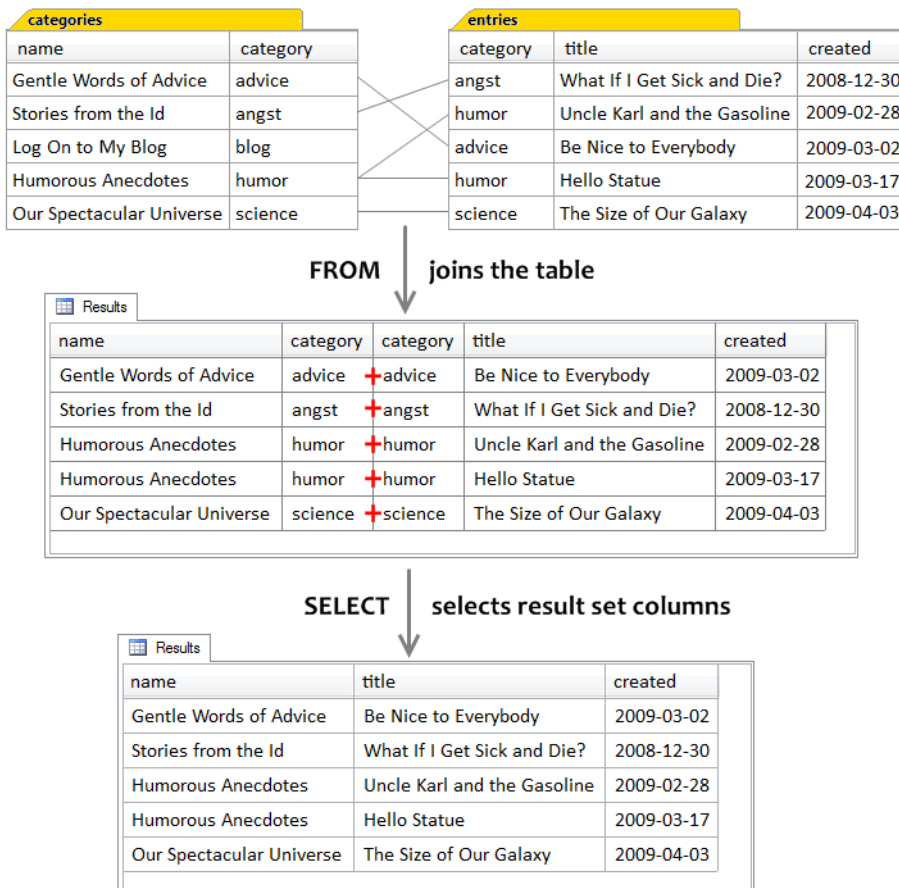 categories entries
name category category title created
Gentle Words of Advice advice angst What If I Get Sick and Die? 2008-12-30
Stories from the Id angst humor Uncle Karl and the Gasoline 2009-02-28
Log On to My Blog blog advice Be Nice to Everybody 2009-03-02
Humorous Anecdotes humor humor Hello Statue 2009-03-17
Our Spectacular Universe science science The Size of Our Galaxy 2009-04-03
FROM joins the table
Results
name category category title created
Gentle Words of Advice advice +advice Be Nice to Everybody 2009-03-02
Stories from the Id angst +angst What If I Get Sick and Die? 2008-12-30
Humorous Anecdotes humor +humor Uncle Karl and the Gasoline 2009-02-28
Humorous Anecdotes humor +humor Hello Statue 2009-03-17
Our Spectacular Universe science +science The Size of Our Galaxy 2009-04-03
SELECT selects result set columns
Results
name title created
Gentle Words of Advice Be Nice to Everybody 2009-03-02
Stories from the Id What If I Get Sick and Die? 2008-12-30
Humorous Anecdotes Uncle Karl and the Gasoline 2009-02-28
Humorous Anecdotes Hello Statue 2009-03-17
Our Spectacular Universe The Size of Our Galaxy 2009-04-03